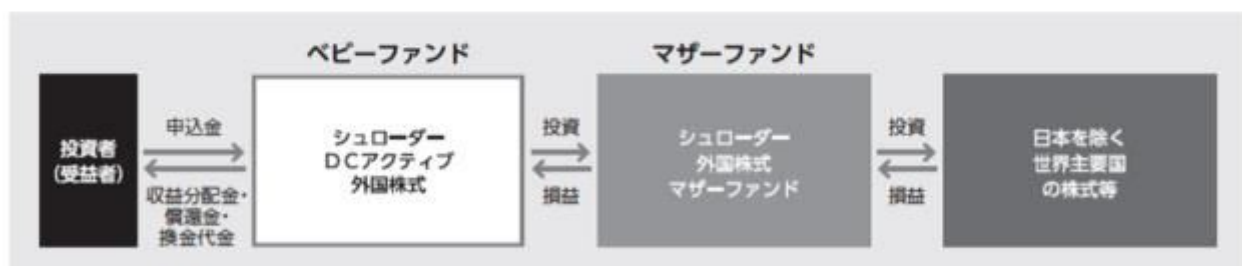 ベビーファンド
マザーファンド
投資者
(受益者)
申込金
収益分配金・
償還金・
換金代金
シュローダー
DCアクティブ
外国株式
投資
損益
シュローダー
外国株式
マザーファンド
投資
損益
日本を除く
世界主要国
の株式等